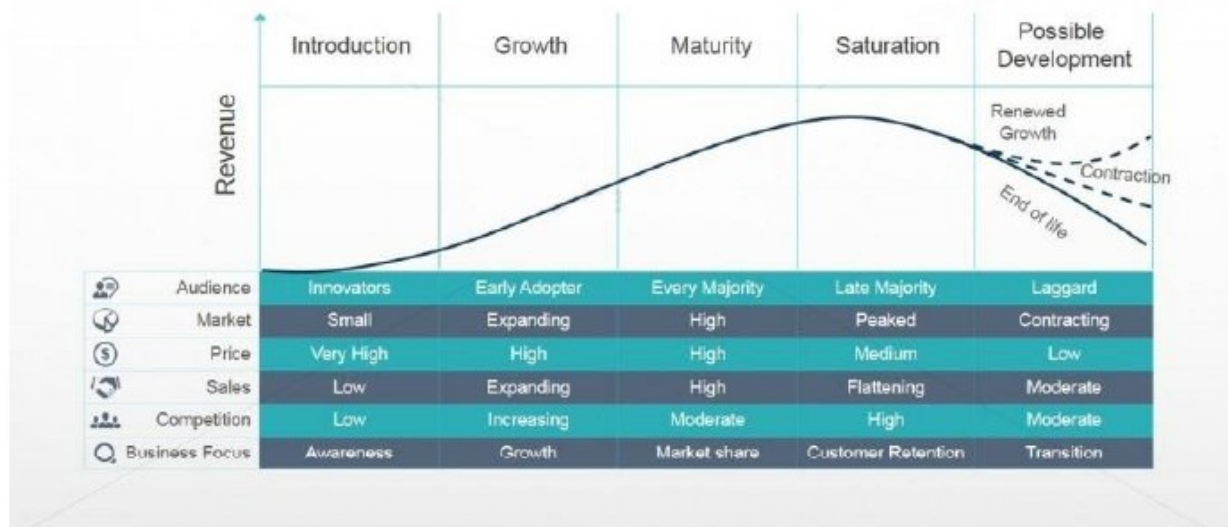 Introduction
Growth
Maturity
Saturation
Possible
Development
Revenue
Renewed
Growth
Contraction
End of life
Audience Innovators Early Adopter Every Majority Late Majority Laggard
Market Small Expanding High Peaked Contracting
Price Very High High High Medium Low
Sales Low Expanding High Flattening Moderate
Competition Low Increasing Moderate High Moderate
Business Focus Awareness Growth Market share Customer Retention Transition